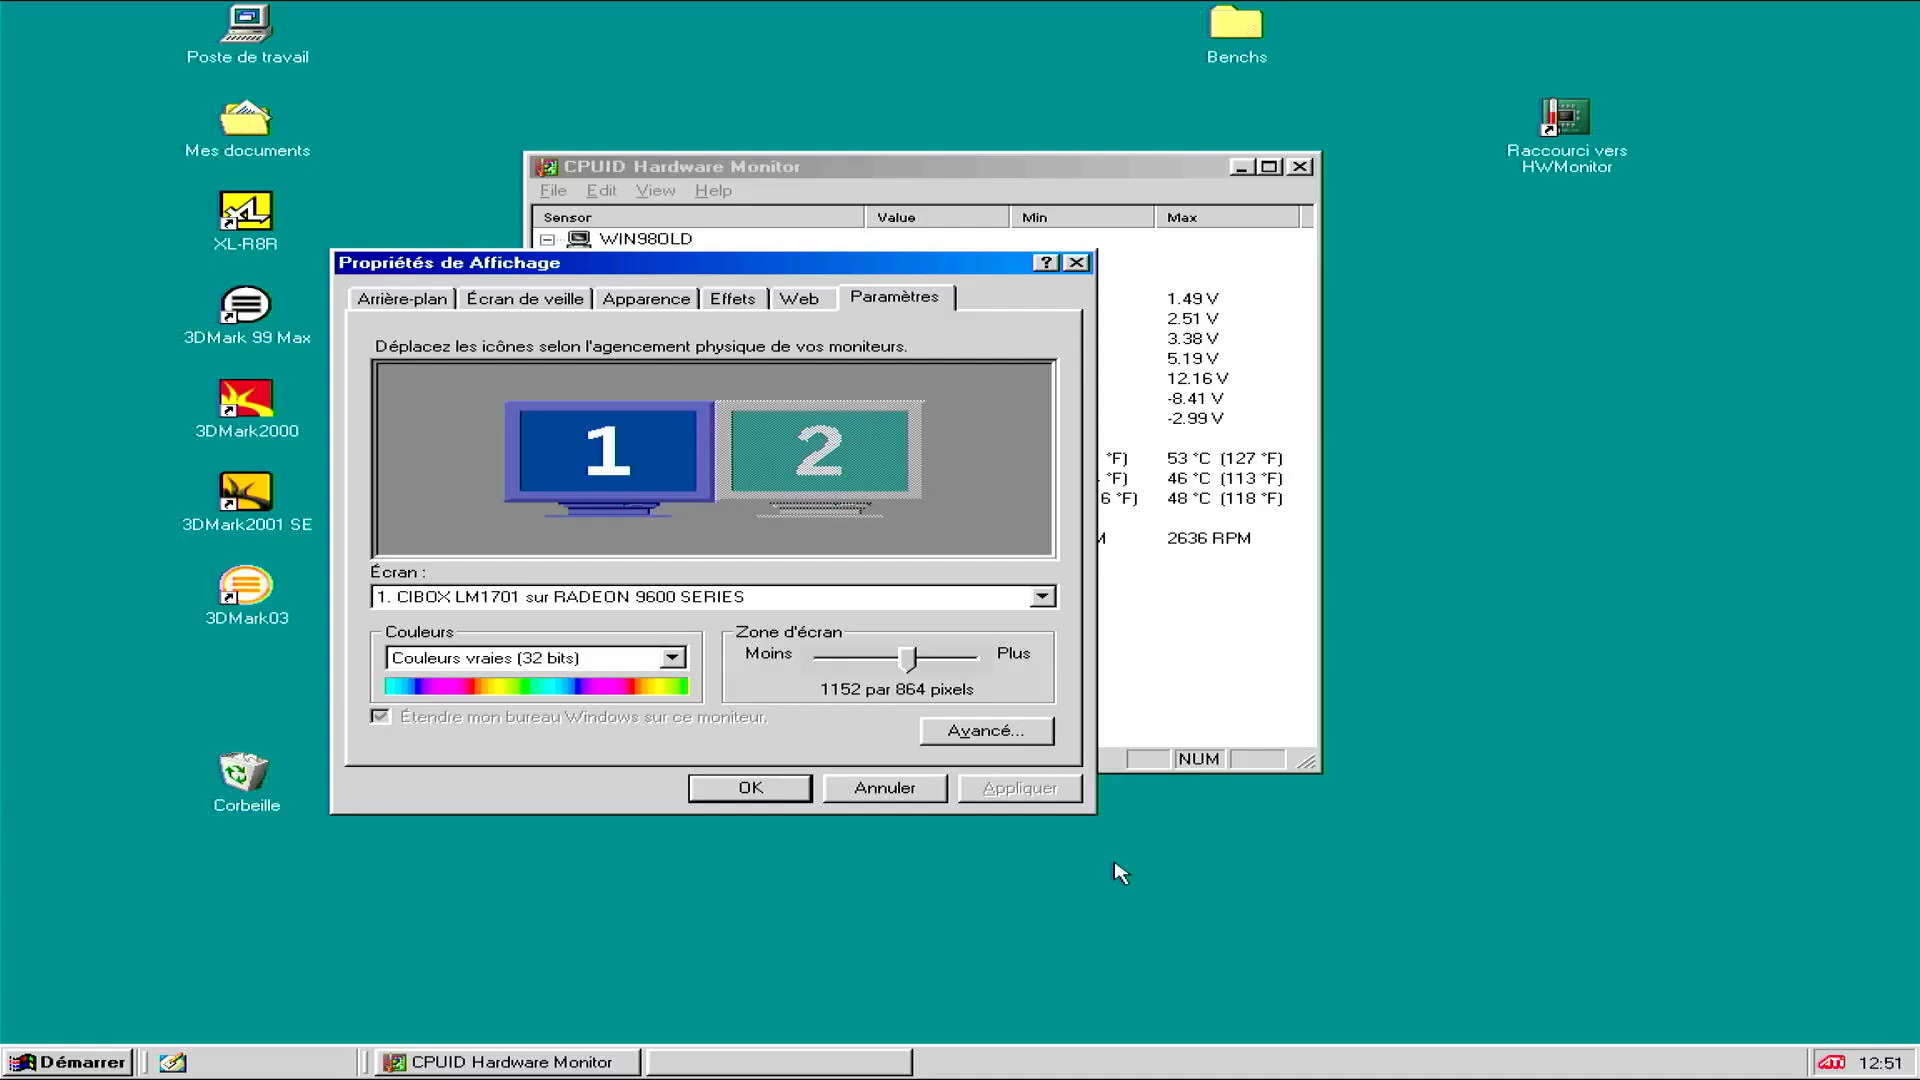 Poste de travail
Benchs
Mes documents
Raccourci vers
HWMonitor
XL-R8R
3DMark 99 Max
3DMark2000
3DMark2001 SE
3DMark03
Corbeille
CPUID Hardware Monitor
File Edit View Help
Sensor Value Min Max
WIN98OLD
1.49 V
2.51 V
3.38 V
5.19 V
12.16 V
-8.41 V
-2.99 V
°F) 53 °C (127 °F)
°F) 46 °C (113 °F)
6 °F) 48 °C (118 °F)
2636 RPM
NUM
Propriétés de Affichage
Arrière-plan Écran de veille Apparence Effets Web Paramètres
Déplacez les icônes selon l'agencement physique de vos moniteurs.
1 2
Écran :
1. CIBOX LM1701 sur RADEON 9600 SERIES
Couleurs
Couleurs vraies (32 bits)
Zone d'écran
Moins Plus
1152 par 864 pixels
Étendre mon bureau Windows sur ce moniteur.
Avancé...
OK Annuler Appliquer
Démarrer CPUID Hardware Monitor ATI 12:51